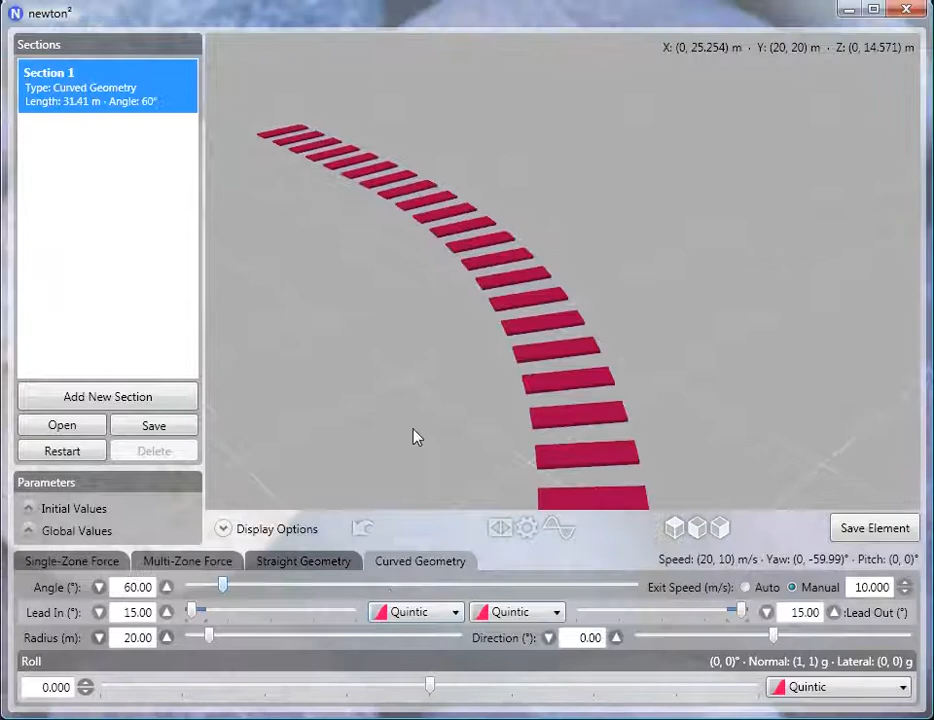 newton²
Sections
X: (0, 25.254) m · Y: (20, 20) m · Z: (0, 14.571) m
Section 1
Type: Curved Geometry
Length: 31.41 m · Angle: 60°
Add New Section
Open Save
Restart Delete
Parameters
Initial Values
Global Values
Display Options
Save Element
Single-Zone Force Multi-Zone Force Straight Geometry Curved Geometry
Speed: (20, 10) m/s · Yaw: (0, -59.99)° · Pitch: (0, 0)°
Angle (°): 60.00 Exit Speed (m/s): Auto Manual 10.000
Lead In (°): 15.00 Quintic Quintic 15.00 :Lead Out (°)
Radius (m): 20.00 Direction (°): 0.00
Roll (0, 0)° · Normal: (1, 1) g · Lateral: (0, 0) g
0.000 Quintic